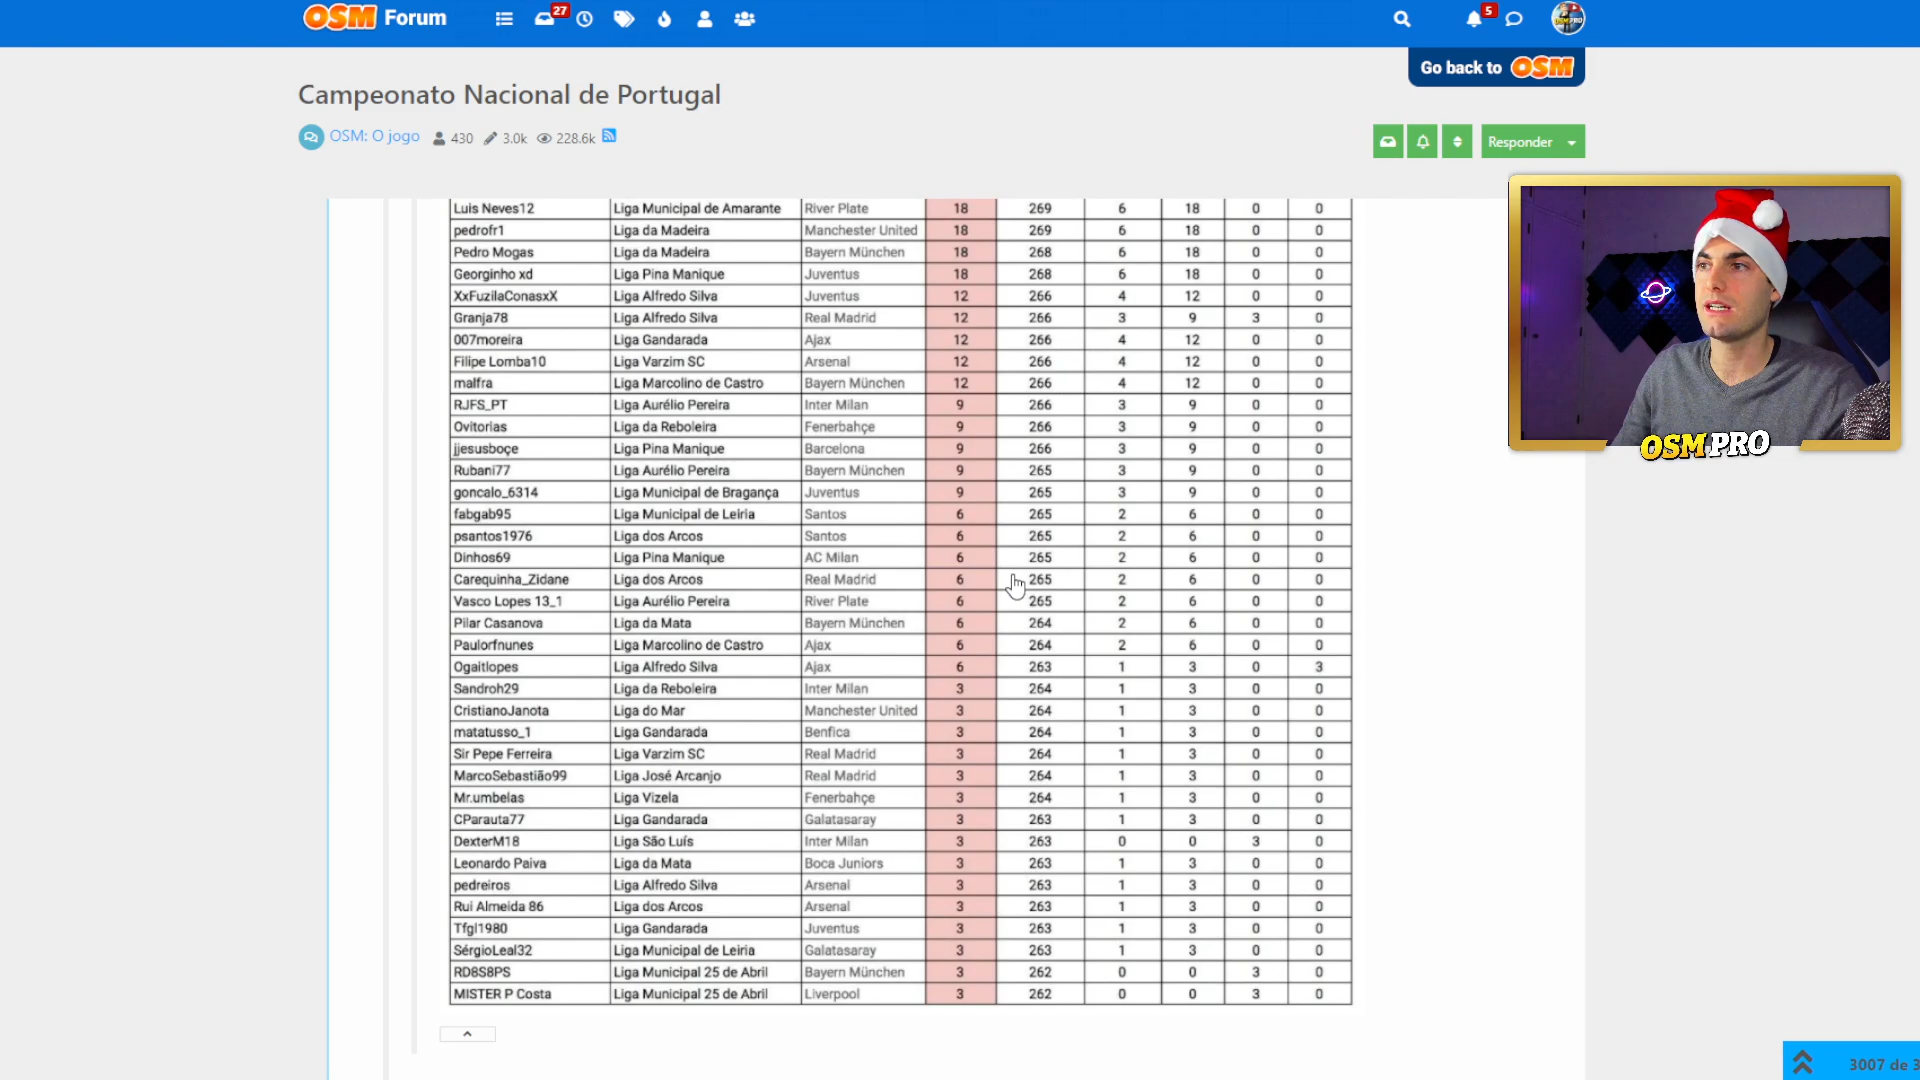 OSM Forum
27
5
Go back to OSM
Campeonato Nacional de Portugal
OSM: O jogo 430 3.0k 228.6k
Responder
Luis Neves12 Liga Municipal de Amarante River Plate 18 269 6 18 0 0
pedrofr1 Liga da Madeira Manchester United 18 269 6 18 0 0
Pedro Mogas Liga da Madeira Bayern München 18 268 6 18 0 0
Georginho xd Liga Pina Manique Juventus 18 268 6 18 0 0
XxFuzilaConasxX Liga Alfredo Silva Juventus 12 266 4 12 0 0
Granja78 Liga Alfredo Silva Real Madrid 12 266 3 9 3 0
007moreira Liga Gandarada Ajax 12 266 4 12 0 0
Filipe Lomba10 Liga Varzim SC Arsenal 12 266 4 12 0 0
malfra Liga Marcolino de Castro Bayern München 12 266 4 12 0 0
RJFS_PT Liga Aurélio Pereira Inter Milan 9 266 3 9 0 0
Ovitorias Liga da Reboleira Fenerbahçe 9 266 3 9 0 0
jjesusboçe Liga Pina Manique Barcelona 9 266 3 9 0 0
Rubani77 Liga Aurélio Pereira Bayern München 9 265 3 9 0 0
goncalo_6314 Liga Municipal de Bragança Juventus 9 265 3 9 0 0
fabgab95 Liga Municipal de Leiria Santos 6 265 2 6 0 0
psantos1976 Liga dos Arcos Santos 6 265 2 6 0 0
Dinhos69 Liga Pina Manique AC Milan 6 265 2 6 0 0
Carequinha_Zidane Liga dos Arcos Real Madrid 6 265 2 6 0 0
Vasco Lopes 13_1 Liga Aurélio Pereira River Plate 6 265 2 6 0 0
Pilar Casanova Liga da Mata Bayern München 6 264 2 6 0 0
Paulorfnunes Liga Marcolino de Castro Ajax 6 264 2 6 0 0
Ogaitlopes Liga Alfredo Silva Ajax 6 263 1 3 0 3
Sandroh29 Liga da Reboleira Inter Milan 3 264 1 3 0 0
CristianoJanota Liga do Mar Manchester United 3 264 1 3 0 0
matatusso_1 Liga Gandarada Benfica 3 264 1 3 0 0
Sir Pepe Ferreira Liga Varzim SC Real Madrid 3 264 1 3 0 0
MarcoSebastião99 Liga José Arcanjo Real Madrid 3 264 1 3 0 0
Mr.umbelas Liga Vizela Fenerbahçe 3 264 1 3 0 0
CParauta77 Liga Gandarada Galatasaray 3 263 1 3 0 0
DexterM18 Liga São Luís Inter Milan 3 263 0 0 3 0
Leonardo Paiva Liga da Mata Boca Juniors 3 263 1 3 0 0
pedreiros Liga Alfredo Silva Arsenal 3 263 1 3 0 0
Rui Almeida 86 Liga dos Arcos Arsenal 3 263 1 3 0 0
Tfgl1980 Liga Gandarada Juventus 3 263 1 3 0 0
SérgioLeal32 Liga Municipal de Leiria Galatasaray 3 263 1 3 0 0
RD8S8PS Liga Municipal 25 de Abril Bayern München 3 262 0 0 3 0
MISTER P Costa Liga Municipal 25 de Abril Liverpool 3 262 0 0 3 0
OSM PRO
3007 de 3